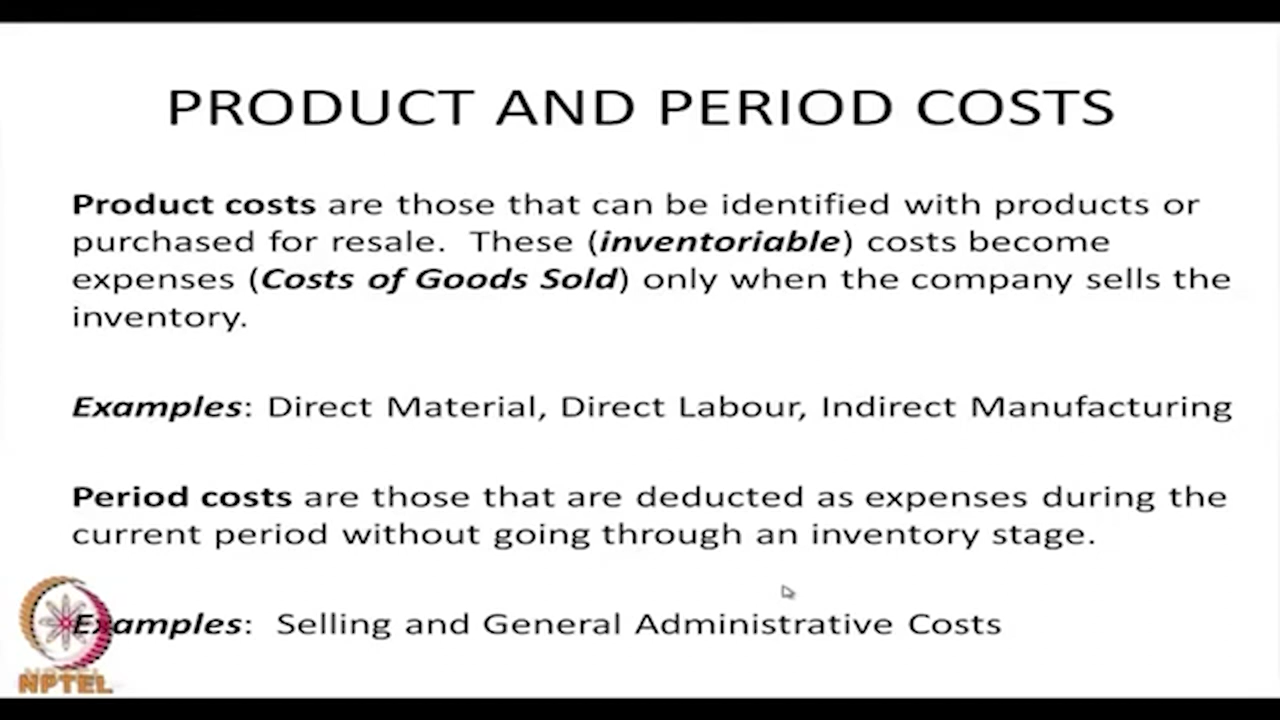 PRODUCT AND PERIOD COSTS
Product costs are those that can be identified with products or
purchased for resale. These (inventoriable) costs become
expenses (Costs of Goods Sold) only when the company sells the
inventory.
Examples: Direct Material, Direct Labour, Indirect Manufacturing
Period costs are those that are deducted as expenses during the
current period without going through an inventory stage.
Examples: Selling and General Administrative Costs
NPTEL